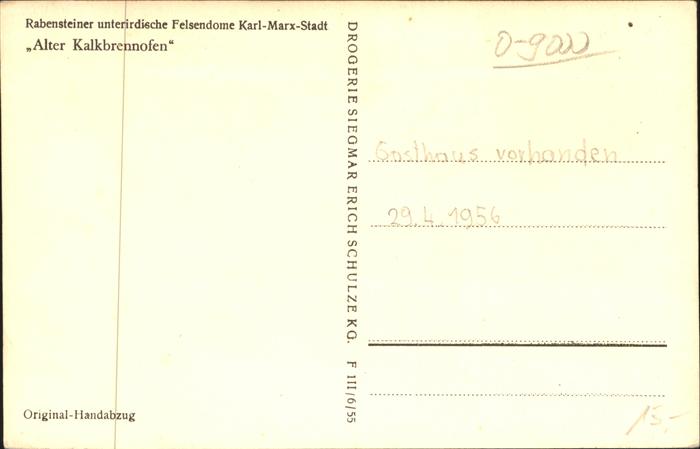 Rabensteiner unterirdische Felsendome Karl-Marx-Stadt
„Alter Kalkbrennofen“
Original-Handabzug
DROGERIE SIEGMAR ERICH SCHULZE KG. F III/6/55
O-9000
Gasthaus vorhanden
29.4.1956
15,-